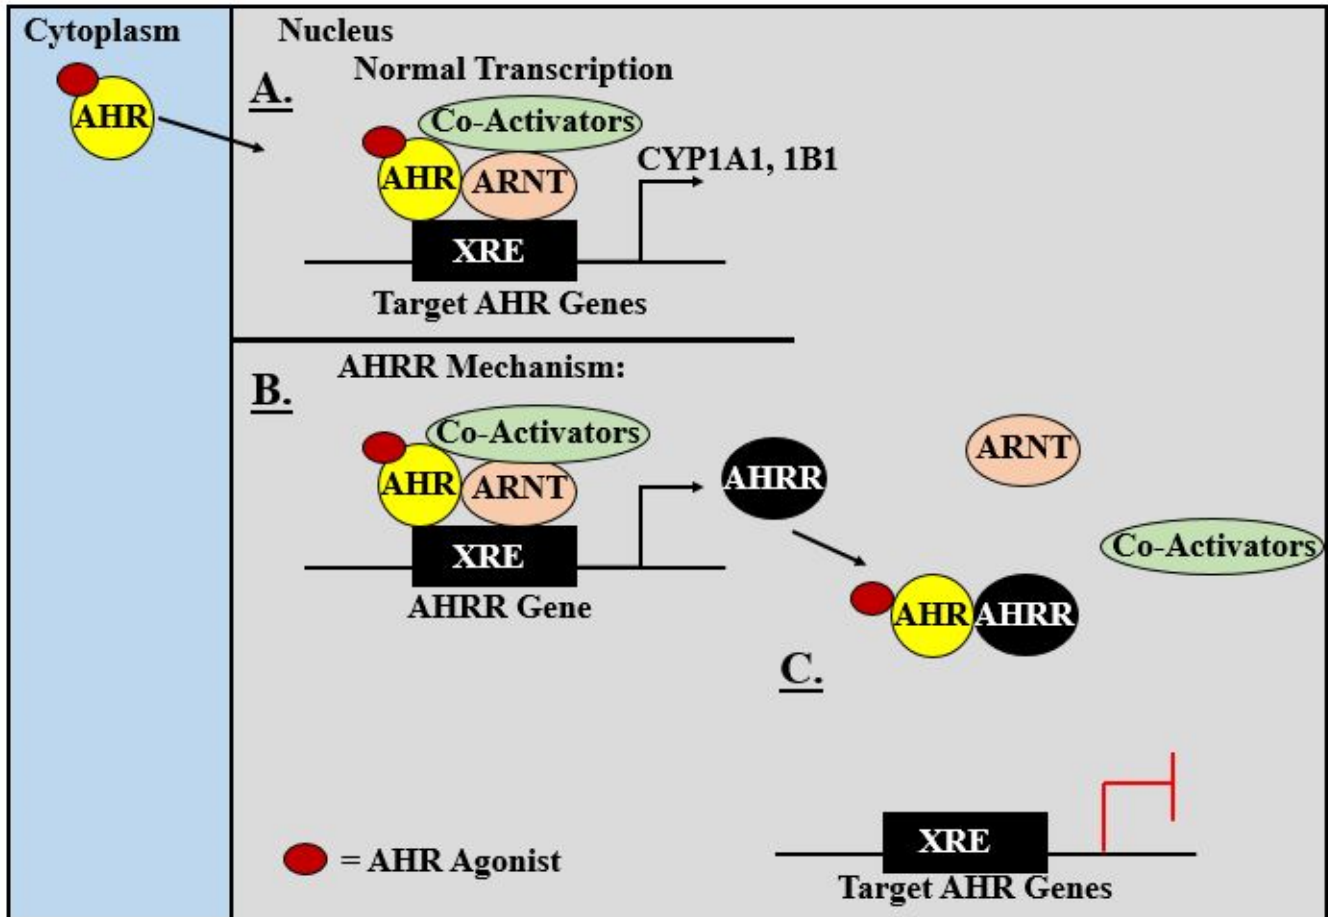 Cytoplasm
AHR
Nucleus
Normal Transcription
A.
Co-Activators
AHR
ARNT
CYP1A1, 1B1
XRE
Target AHR Genes
AHRR Mechanism:
B.
Co-Activators
AHR
ARNT
XRE
AHRR Gene
AHRR
ARNT
Co-Activators
AHR
AHRR
C.
XRE
Target AHR Genes
= AHR Agonist